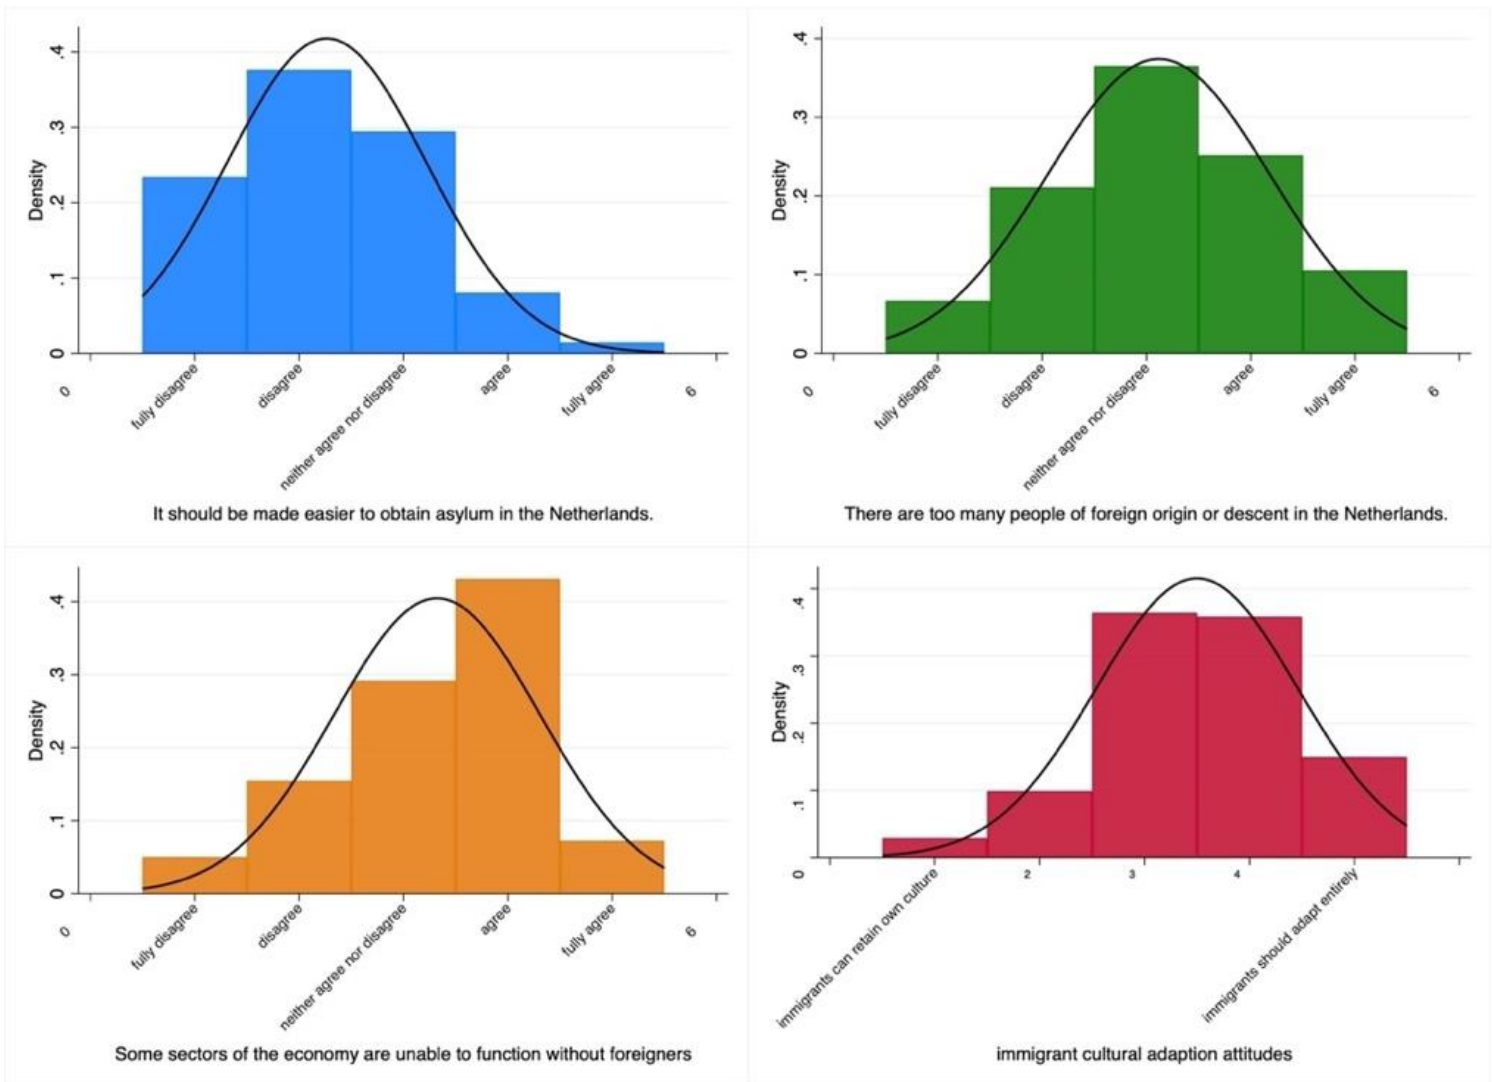 Density
.4
.3
.2
.1
0
0
fully disagree
disagree
neither agree nor disagree
agree
fully agree
6
It should be made easier to obtain asylum in the Netherlands.
Density
.4
.3
.2
.1
0
0
fully disagree
disagree
neither agree nor disagree
agree
fully agree
6
There are too many people of foreign origin or descent in the Netherlands.
Density
.4
.3
.2
.1
0
0
fully disagree
disagree
neither agree nor disagree
agree
fully agree
6
Some sectors of the economy are unable to function without foreigners
Density
.4
.3
.2
.1
0
immigrants can retain own culture
2
3
4
immigrants should adapt entirely
immigrant cultural adaption attitudes